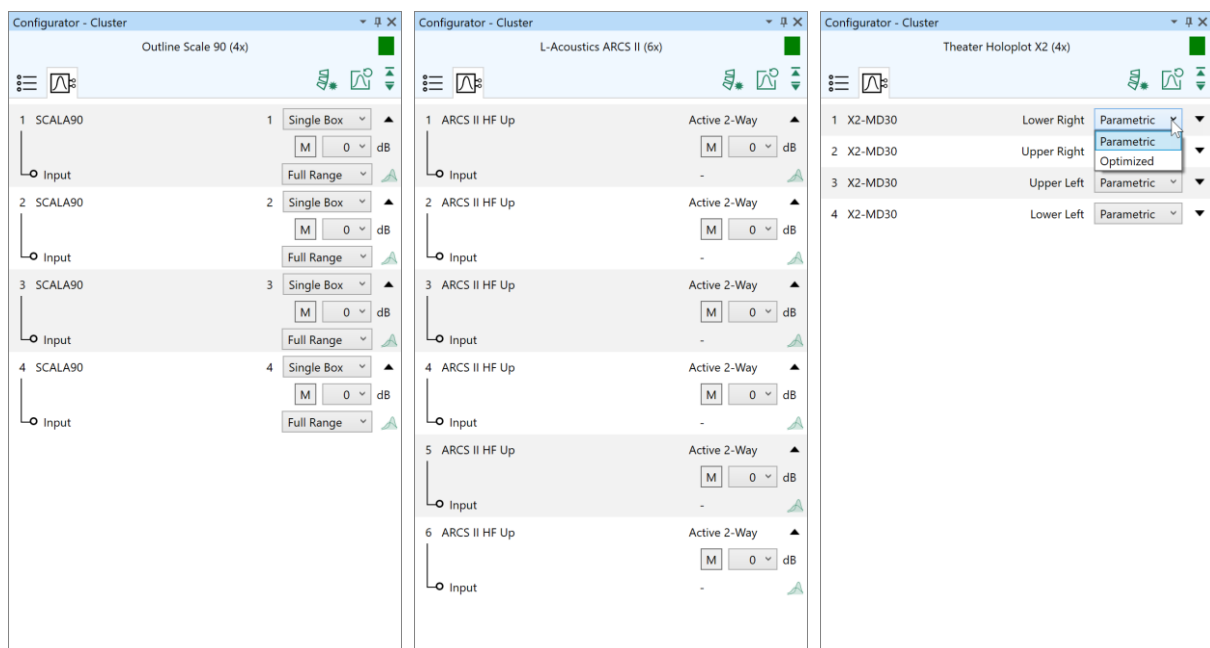 Configurator - Cluster
Outline Scale 90 (4x)
1 SCALA90 1 Single Box
M 0 dB
Input Full Range
2 SCALA90 2 Single Box
M 0 dB
Input Full Range
3 SCALA90 3 Single Box
M 0 dB
Input Full Range
4 SCALA90 4 Single Box
M 0 dB
Input Full Range
Configurator - Cluster
L-Acoustics ARCS II (6x)
1 ARCS II HF Up Active 2-Way
M 0 dB
Input -
2 ARCS II HF Up Active 2-Way
M 0 dB
Input -
3 ARCS II HF Up Active 2-Way
M 0 dB
Input -
4 ARCS II HF Up Active 2-Way
M 0 dB
Input -
5 ARCS II HF Up Active 2-Way
M 0 dB
Input -
6 ARCS II HF Up Active 2-Way
M 0 dB
Input -
Configurator - Cluster
Theater Holoplot X2 (4x)
1 X2-MD30 Lower Right Parametric
Parametric
2 X2-MD30 Upper Right
Optimized
3 X2-MD30 Upper Left Parametric
4 X2-MD30 Lower Left Parametric